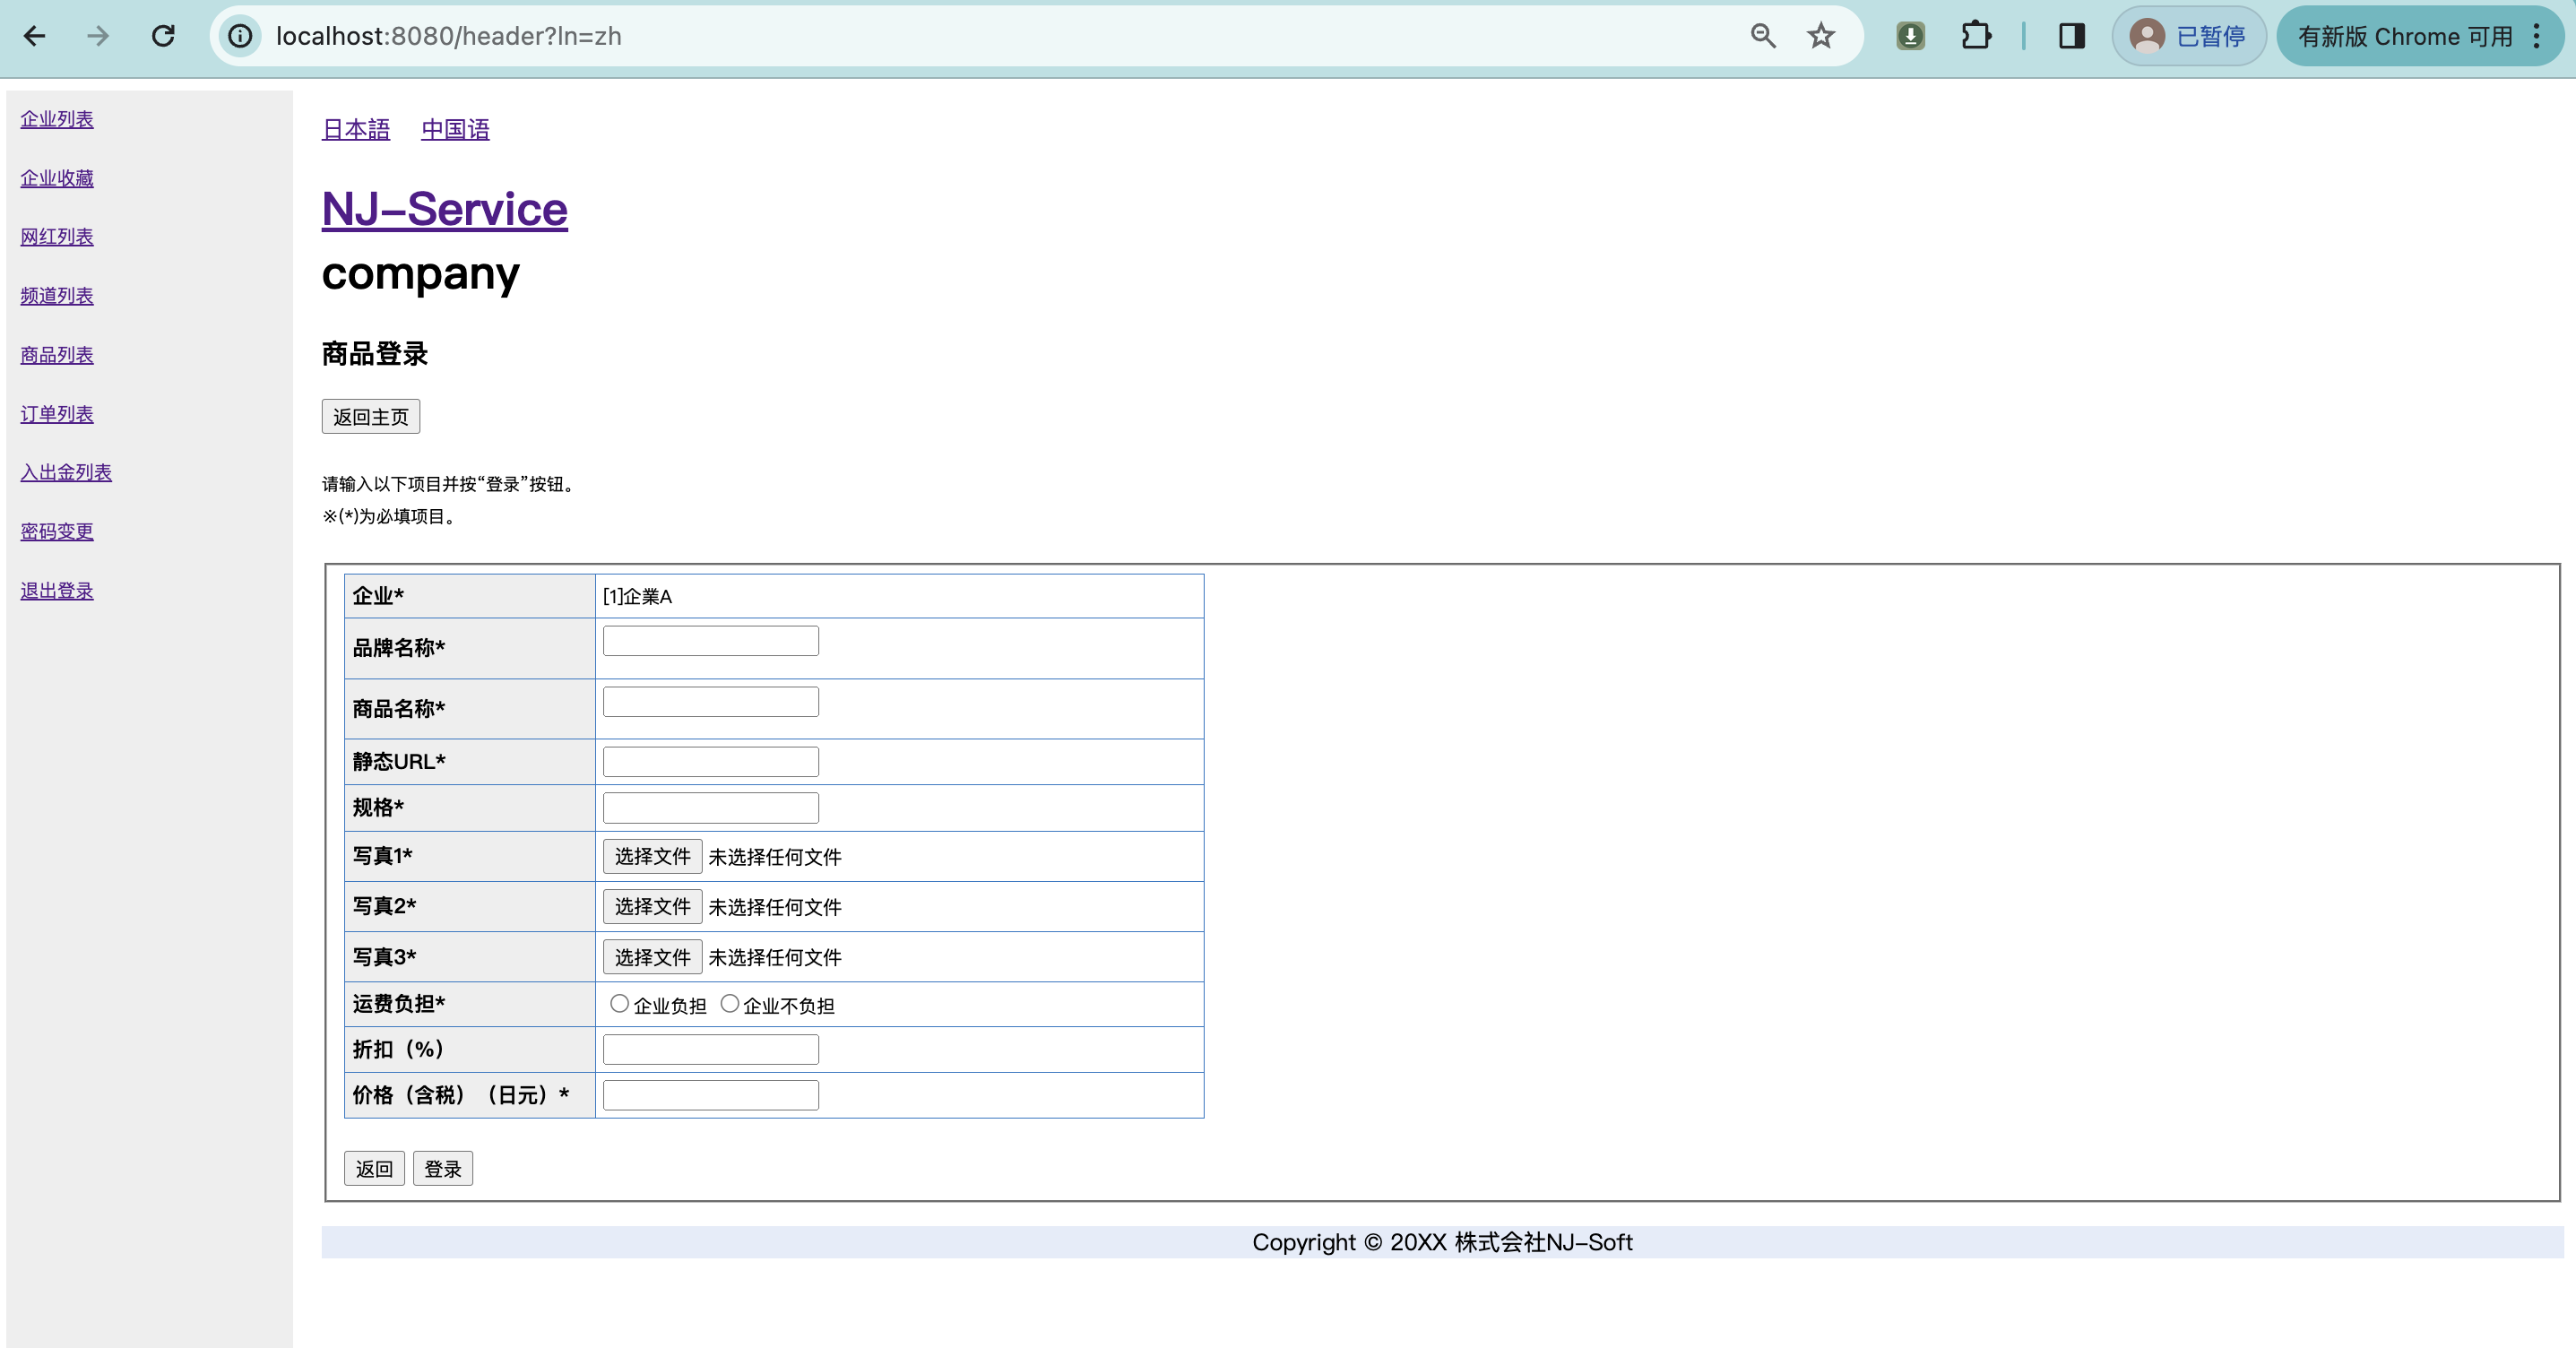 localhost:8080/header?ln=zh
已暂停
有新版 Chrome 可用
企业列表
企业收藏
网红列表
频道列表
商品列表
订单列表
入出金列表
密码变更
退出登录
日本語 中国语
NJ-Service
company
商品登录
返回主页
请输入以下项目并按“登录”按钮。
※(*)为必填项目。
企业* [1]企業A
品牌名称*
商品名称*
静态URL*
规格*
写真1* 选择文件 未选择任何文件
写真2* 选择文件 未选择任何文件
写真3* 选择文件 未选择任何文件
运费负担* 企业负担 企业不负担
折扣（%）
价格（含税）（日元）*
返回 登录
Copyright © 20XX 株式会社NJ-Soft